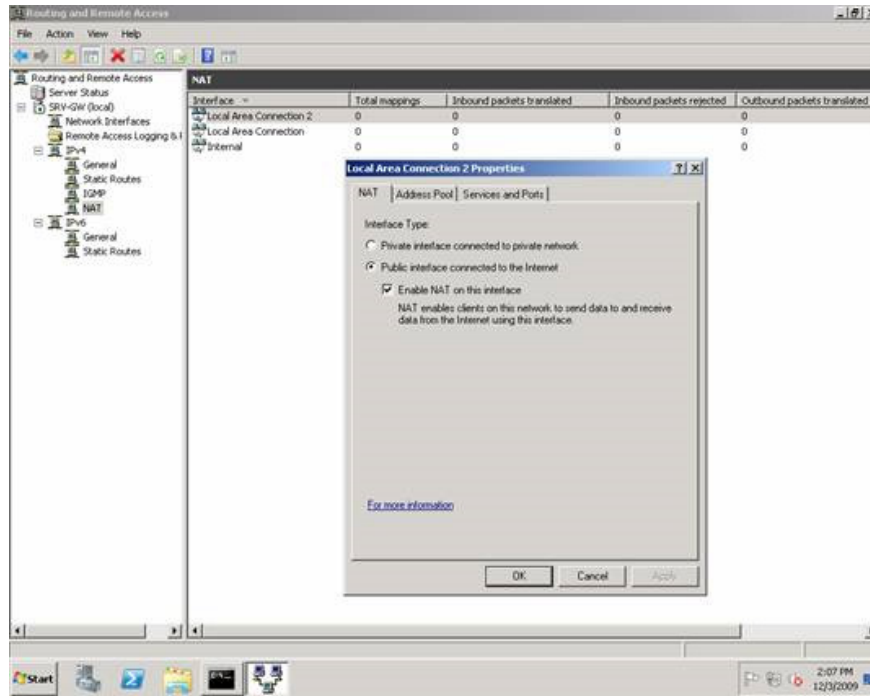 Routing and Remote Access
File Action View Help
Routing and Remote Access
Server Status
SRV-GW (local)
Network Interfaces
Remote Access Logging &
IPv4
General
Static Routes
IGMP
NAT
IPv6
General
Static Routes
NAT
Interface Total mappings Inbound packets translated Inbound packets rejected Outbound packets translated
Local Area Connection 2 0 0 0 0
Local Area Connection 0 0 0 0
Internal 0 0 0 0
Local Area Connection 2 Properties
NAT Address Pool Services and Ports
Interface Type:
Private interface connected to private network
Public interface connected to the Internet
Enable NAT on this interface
NAT enables clients on this network to send data to and receive
data from the Internet using this interface.
For more information
OK Cancel Apply
Start
2:07 PM
12/3/2009